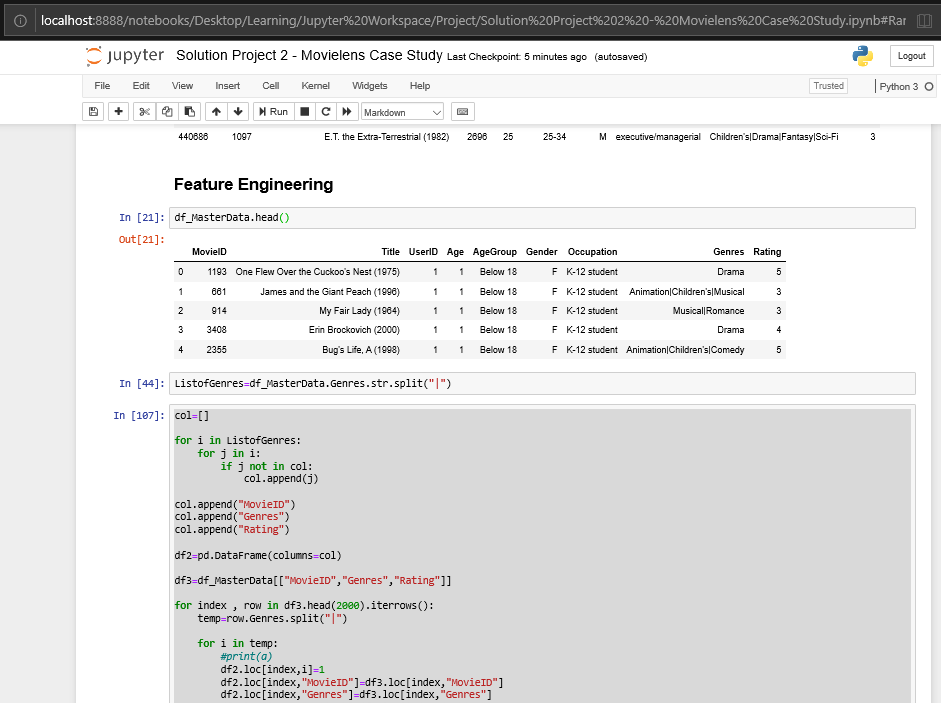 localhost:8888/notebooks/Desktop/Learning/Jupyter%20Workspace/Project/Solution%20Project%202%20-%20Movielens%20Case%20Study.ipynb#Rar
jupyter Solution Project 2 - Movielens Case Study Last Checkpoint: 5 minutes ago (autosaved) Logout
File Edit View Insert Cell Kernel Widgets Help Trusted Python 3
Run Markdown
440686 1097 E.T. the Extra-Terrestrial (1982) 2696 25 25-34 M executive/managerial Children's|Drama|Fantasy|Sci-Fi 3
Feature Engineering
In [21]: df_MasterData.head()
Out[21]:
MovieID Title UserID Age AgeGroup Gender Occupation Genres Rating
0 1193 One Flew Over the Cuckoo's Nest (1975) 1 1 Below 18 F K-12 student Drama 5
1 661 James and the Giant Peach (1996) 1 1 Below 18 F K-12 student Animation|Children's|Musical 3
2 914 My Fair Lady (1964) 1 1 Below 18 F K-12 student Musical|Romance 3
3 3408 Erin Brockovich (2000) 1 1 Below 18 F K-12 student Drama 4
4 2355 Bug's Life, A (1998) 1 1 Below 18 F K-12 student Animation|Children's|Comedy 5
In [44]: ListofGenres=df_MasterData.Genres.str.split("|")
In [107]: col=[]
for i in ListofGenres:
    for j in i:
        if j not in col:
            col.append(j)
col.append("MovieID")
col.append("Genres")
col.append("Rating")
df2=pd.DataFrame(columns=col)
df3=df_MasterData[["MovieID","Genres","Rating"]]
for index , row in df3.head(2000).iterrows():
    temp=row.Genres.split("|")
    for i in temp:
        #print(a)
        df2.loc[index,i]=1
        df2.loc[index,"MovieID"]=df3.loc[index,"MovieID"]
        df2.loc[index,"Genres"]=df3.loc[index,"Genres"]